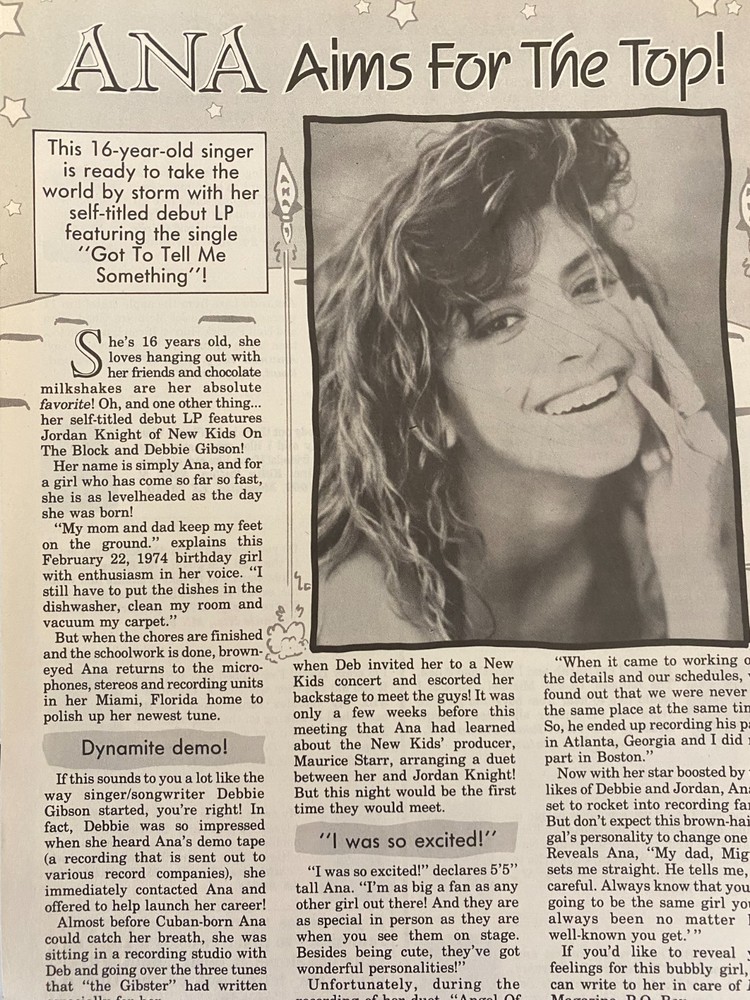 ANA Aims For The Top!
This 16-year-old singer
is ready to take the
world by storm with her
self-titled debut LP
featuring the single
"Got To Tell Me
Something"!
ANA
She's 16 years old, she
loves hanging out with
her friends and chocolate
milkshakes are her absolute
favorite! Oh, and one other thing...
her self-titled debut LP features
Jordan Knight of New Kids On
The Block and Debbie Gibson!
Her name is simply Ana, and for
a girl who has come so far so fast,
she is as levelheaded as the day
she was born!
"My mom and dad keep my feet
on the ground." explains this
February 22, 1974 birthday girl
with enthusiasm in her voice. "I
still have to put the dishes in the
dishwasher, clean my room and
vacuum my carpet."
But when the chores are finished
and the schoolwork is done, brown-
eyed Ana returns to the micro-
phones, stereos and recording units
in her Miami, Florida home to
polish up her newest tune.
Dynamite demo!
If this sounds to you a lot like the
way singer/songwriter Debbie
Gibson started, you're right! In
fact, Debbie was so impressed
when she heard Ana's demo tape
(a recording that is sent out to
various record companies), she
immediately contacted Ana and
offered to help launch her career!
Almost before Cuban-born Ana
could catch her breath, she was
sitting in a recording studio with
Deb and going over the three tunes
that "the Gibster" had written
when Deb invited her to a New
Kids concert and escorted her
backstage to meet the guys! It was
only a few weeks before this
meeting that Ana had learned
about the New Kids' producer,
Maurice Starr, arranging a duet
between her and Jordan Knight!
But this night would be the first
time they would meet.
"I was so excited!"
"I was so excited!" declares 5'5"
tall Ana. "I'm as big a fan as any
other girl out there! And they are
as special in person as they are
when you see them on stage.
Besides being cute, they've got
wonderful personalities!"
Unfortunately, during the
recording of her duet, "Angel Of
"When it came to working o
the details and our schedules,
found out that we were never
the same place at the same tim
So, he ended up recording his pa
in Atlanta, Georgia and I did
part in Boston."
Now with her star boosted by
likes of Debbie and Jordan, An
set to rocket into recording fa
But don't expect this brown-hai
gal's personality to change one
Reveals Ana, "My dad, Mig
sets me straight. He tells me,
careful. Always know that you
going to be the same girl yo
always been no matter
well-known you get.'"
If you'd like to reveal
feelings for this bubbly girl,
can write to her in care of